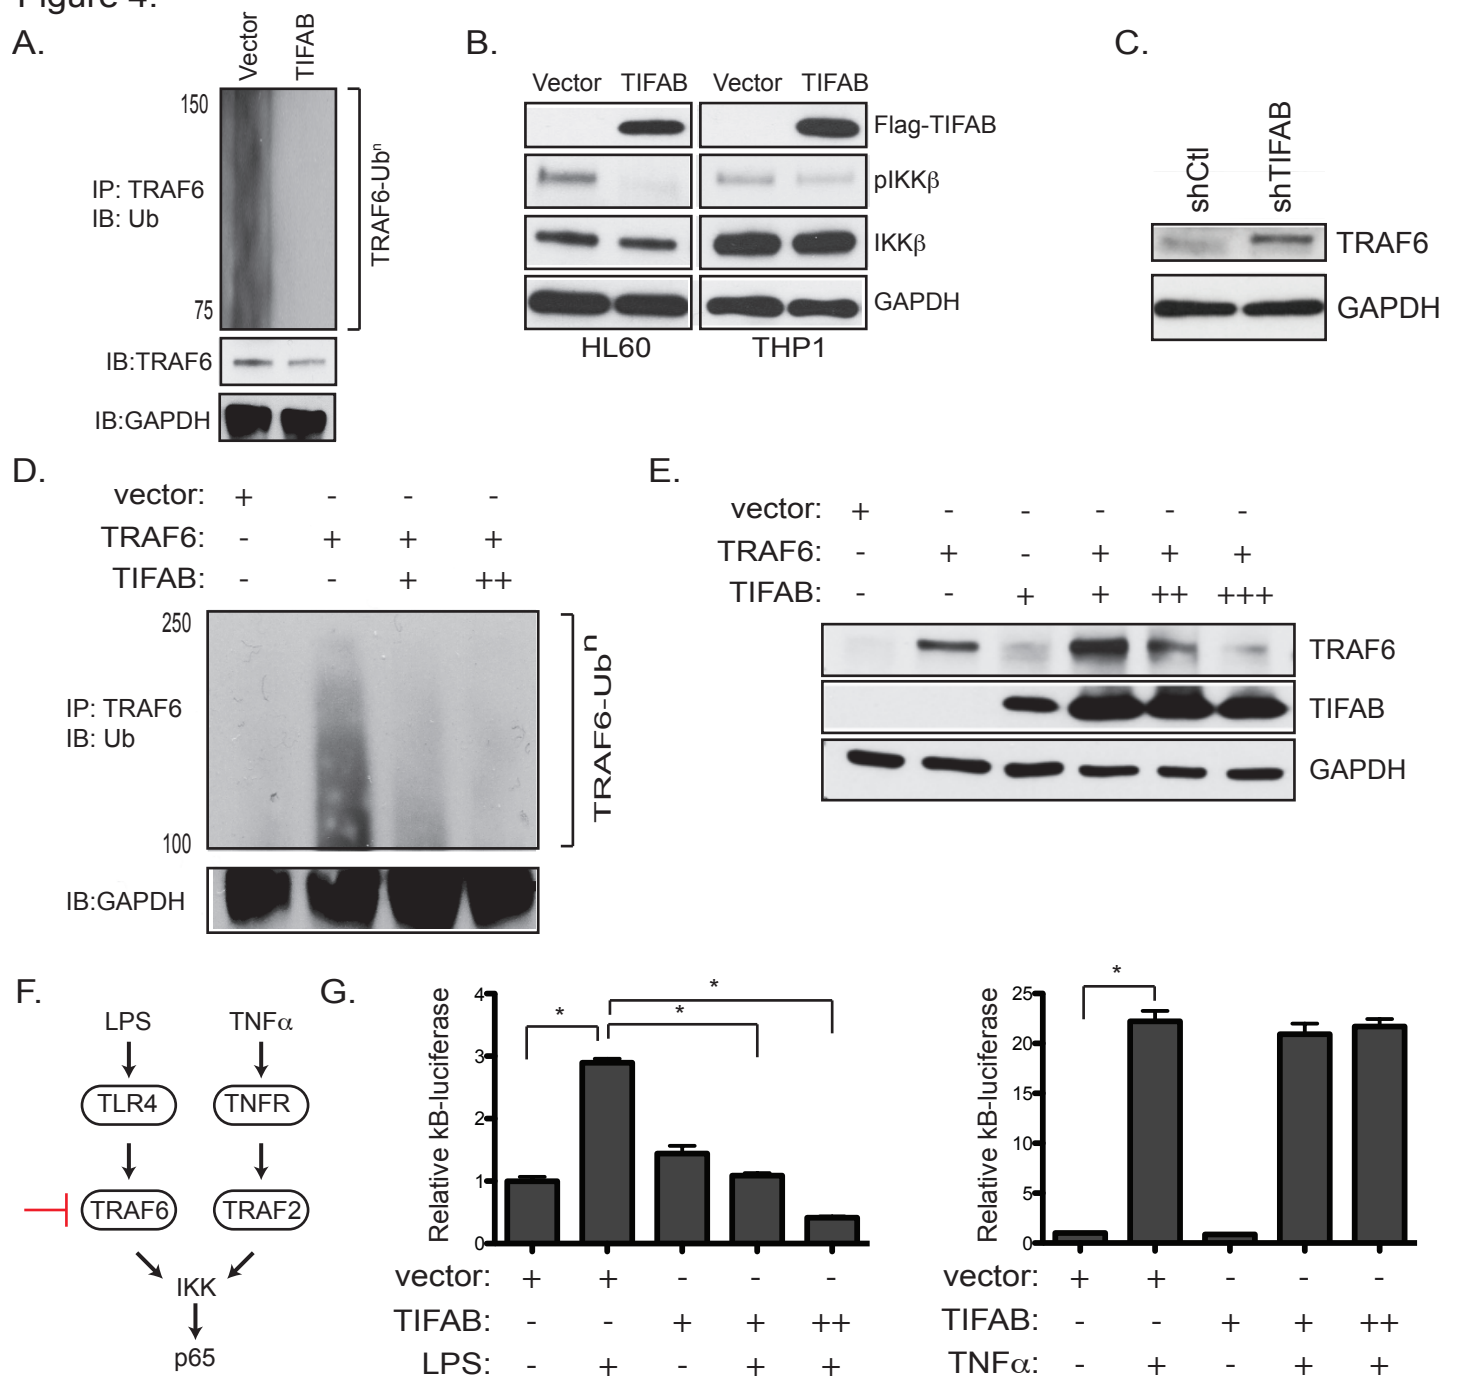 Figure 4.
A.
Vector TIFAB
150
IP: TRAF6
IB: Ub
75
TRAF6-Ubⁿ
IB:TRAF6
IB:GAPDH
B.
Vector TIFAB Vector TIFAB
Flag-TIFAB
pIKKβ
IKKβ
GAPDH
HL60 THP1
C.
shCtl shTIFAB
TRAF6
GAPDH
D.
vector: + - - -
TRAF6: - + + +
TIFAB: - - + ++
250
IP: TRAF6
IB: Ub
100
TRAF6-Ubⁿ
IB:GAPDH
E.
vector: + - - - - -
TRAF6: - + - + + +
TIFAB: - - + + ++ +++
TRAF6
TIFAB
GAPDH
F.
LPS TNFα
TLR4 TNFR
TRAF6 TRAF2
IKK
p65
G.
Relative kB-luciferase
4
3
2
1
0
* * *
vector: + + - - -
TIFAB: - - + + ++
LPS: - + - + +
Relative kB-luciferase
25
20
15
10
5
0
*
vector: + + - - -
TIFAB: - - + + ++
TNFα: - + - + +